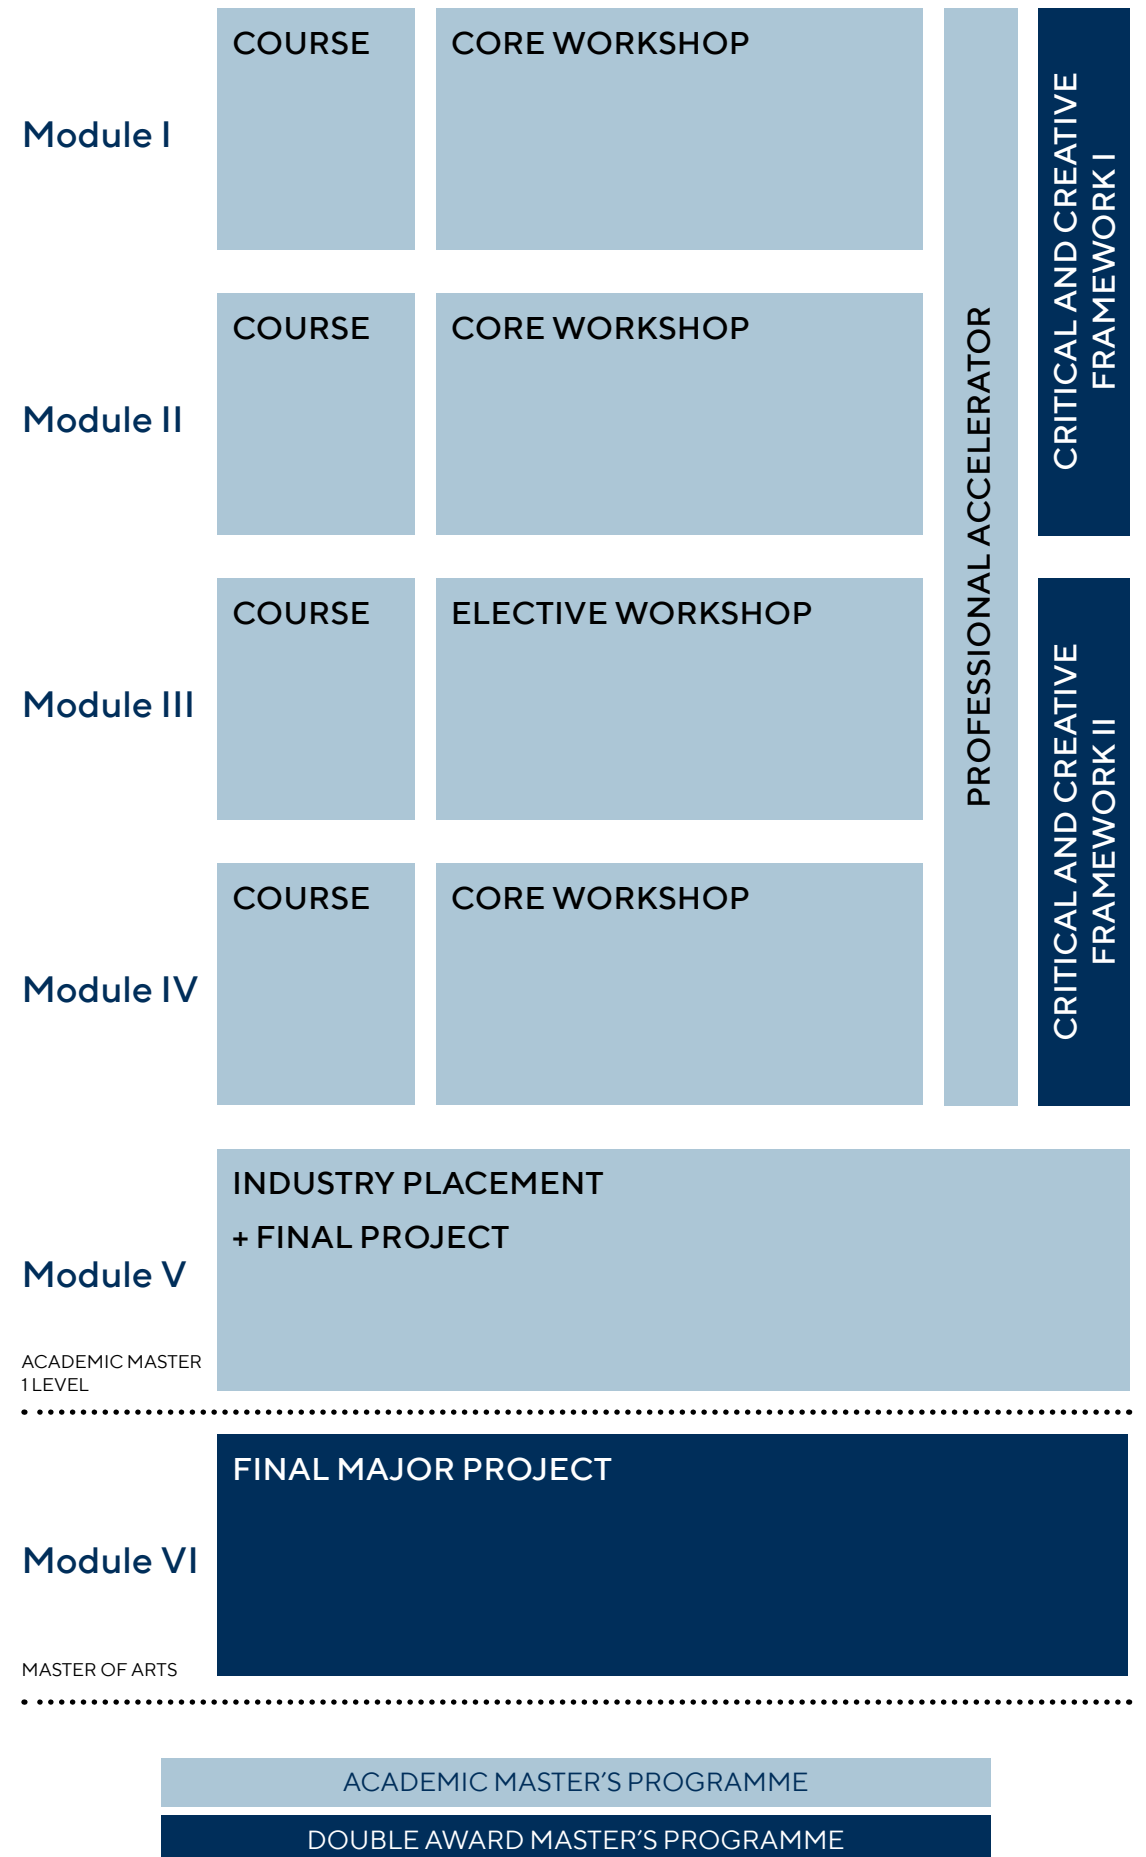 Module I
COURSE
CORE WORKSHOP
Module II
COURSE
CORE WORKSHOP
Module III
COURSE
ELECTIVE WORKSHOP
Module IV
COURSE
CORE WORKSHOP
PROFESSIONAL ACCELERATOR
CRITICAL AND CREATIVE
FRAMEWORK I
CRITICAL AND CREATIVE
FRAMEWORK II
Module V
INDUSTRY PLACEMENT
+ FINAL PROJECT
ACADEMIC MASTER
1 LEVEL
Module VI
FINAL MAJOR PROJECT
MASTER OF ARTS
ACADEMIC MASTER’S PROGRAMME
DOUBLE AWARD MASTER’S PROGRAMME